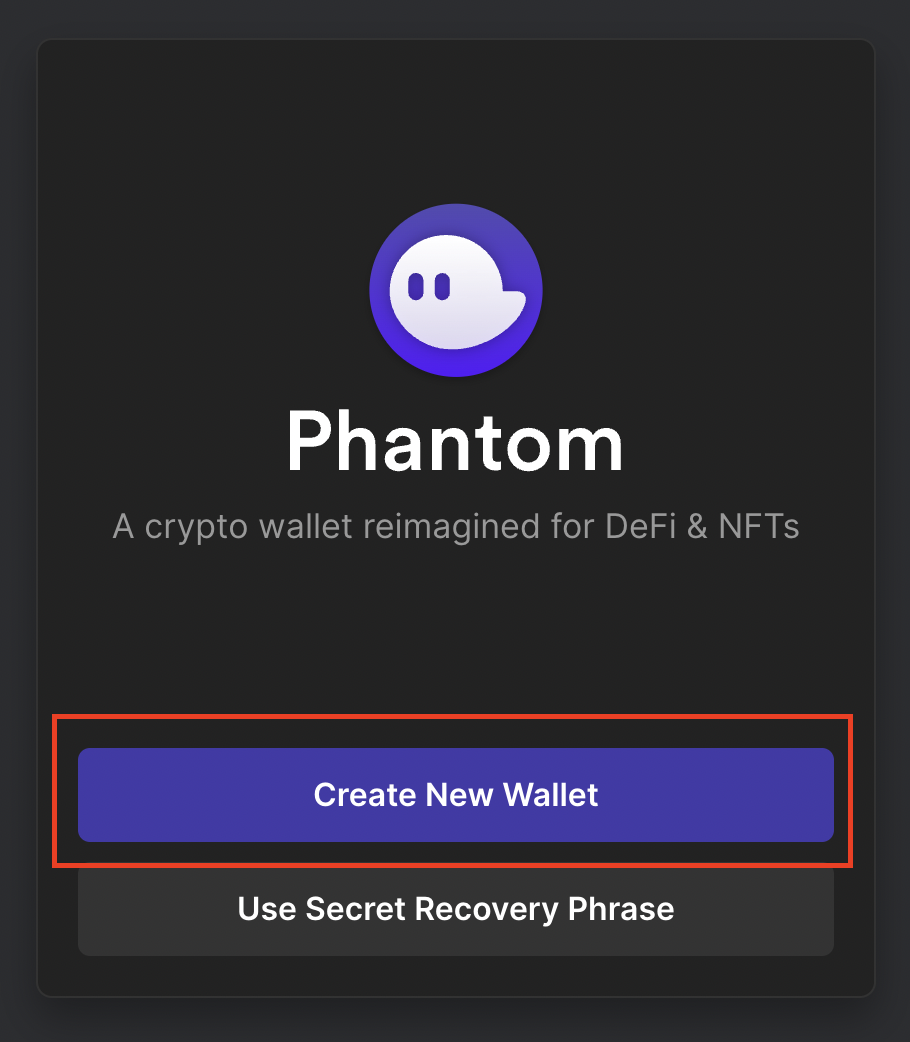 Phantom
A crypto wallet reimagined for DeFi & NFTs
Create New Wallet
Use Secret Recovery Phrase